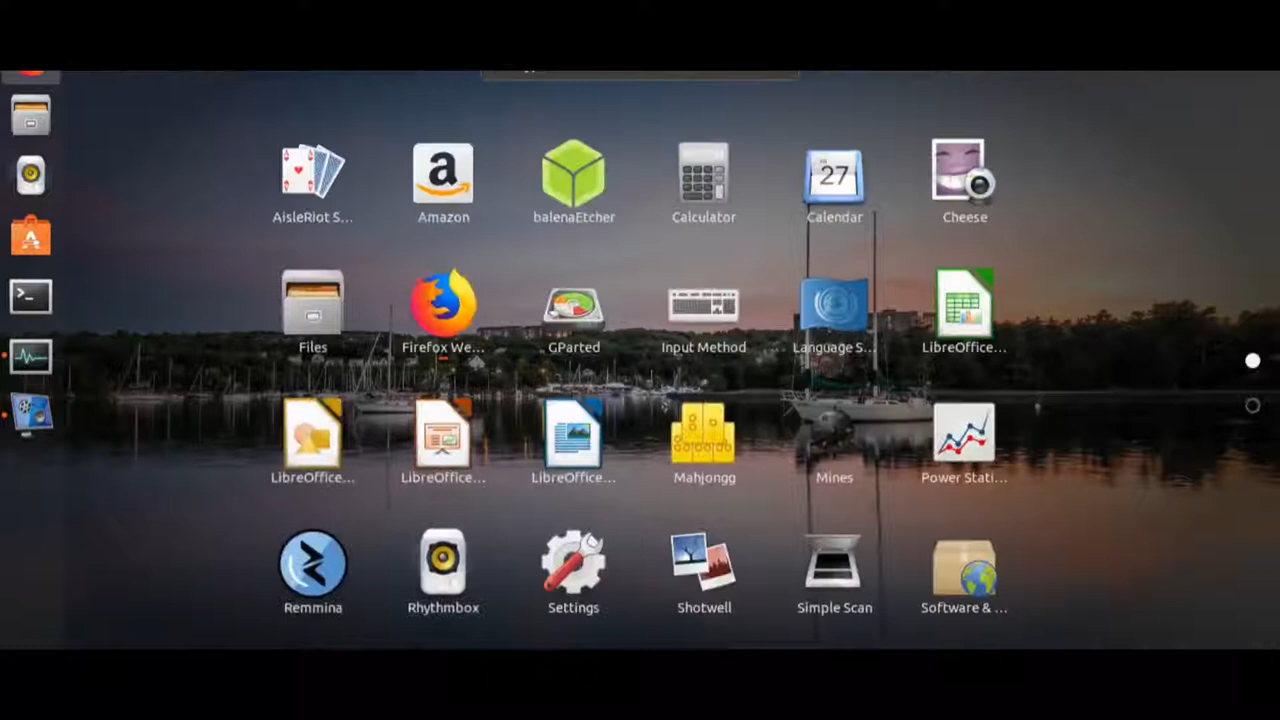 AisleRiot S...
Amazon
balenaEtcher
Calculator
27
Calendar
Cheese
Files
Firefox We...
GParted
Input Method
Language S...
LibreOffice...
LibreOffice...
LibreOffice...
LibreOffice...
Mahjongg
Mines
Power Stati...
Remmina
Rhythmbox
Settings
Shotwell
Simple Scan
Software & ...